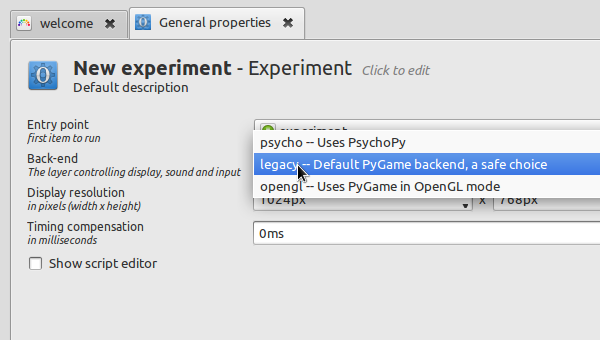 welcome
General properties
New experiment - Experiment Click to edit
Default description
Entry point
first item to run
experiment
Back-end
The layer controlling display, sound and input
psycho -- Uses PsychoPy
legacy -- Default PyGame backend, a safe choice
opengl -- Uses PyGame in OpenGL mode
Display resolution
in pixels (width x height)
1024px x 768px
Timing compensation
in milliseconds
0ms
Show script editor